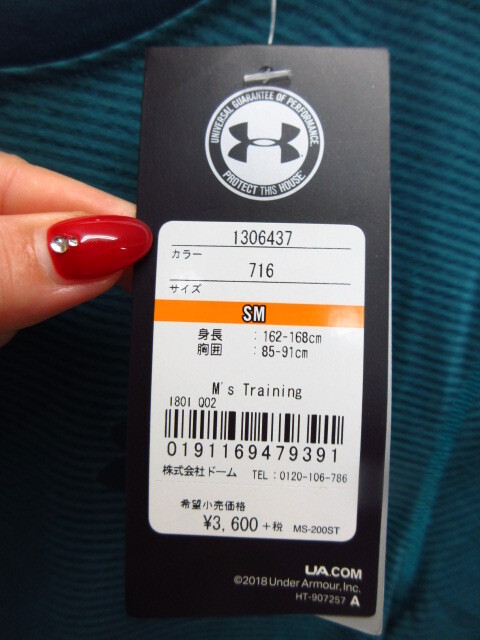 UNIVERSAL GUARANTEE OF PERFORMANCE.
PROTECT THIS HOUSE.
1306437
カラー
716
サイズ
SM
身長 : 162-168cm
胸囲 : 85-91cm
M's Training
1801 Q02
0191169479391
株式会社ドーム TEL : 0120-106-786
希望小売価格
¥3,600 +税 MS-200ST
UA.COM
©2018 Under Armour, Inc.
HT-907257 A